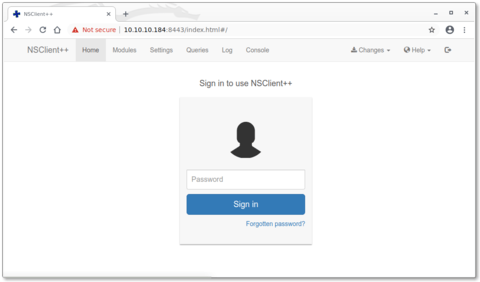 NSClient++
Not secure | 10.10.10.184:8443/index.html#/
NSClient++ Home Modules Settings Queries Log Console Changes Help
Sign in to use NSClient++
Password
Sign in
Forgotten password?